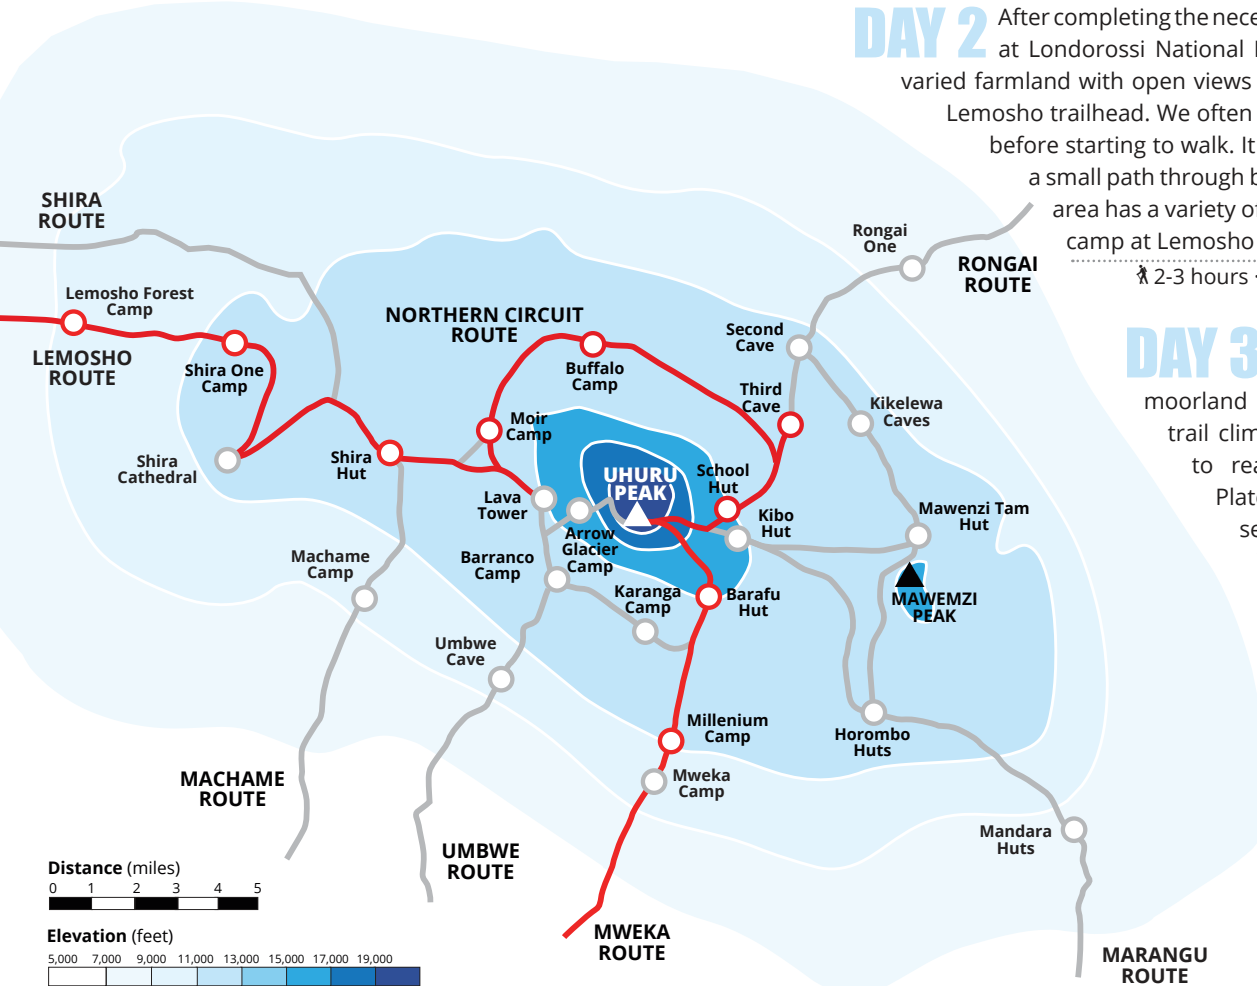 DAY 2
After completing the nece
at Londorossi National
varied farmland with open views
Lemosho trailhead. We often
before starting to walk. It
a small path through b
area has a variety of
camp at Lemosho
2-3 hours
DAY 3
moorland
trail clim
to rea
Plat
se
SHIRA
ROUTE
Lemosho Forest
Camp
LEMOSHO
ROUTE
Shira One
Camp
Shira
Cathedral
Shira
Hut
NORTHERN CIRCUIT
ROUTE
Buffalo
Camp
Moir
Camp
Lava
Tower
Arrow
Glacier
Camp
UHURU
PEAK
School
Hut
Third
Cave
Second
Cave
Rongai
One
RONGAI
ROUTE
Kikelewa
Caves
Kibo
Hut
Mawenzi Tam
Hut
MAWEMZI
PEAK
Barranco
Camp
Karanga
Camp
Barafu
Hut
Machame
Camp
Umbwe
Cave
Millenium
Camp
Mweka
Camp
Horombo
Huts
Mandara
Huts
MACHAME
ROUTE
UMBWE
ROUTE
MWEKA
ROUTE
MARANGU
ROUTE
Distance (miles)
0 1 2 3 4 5
Elevation (feet)
5,000 7,000 9,000 11,000 13,000 15,000 17,000 19,000